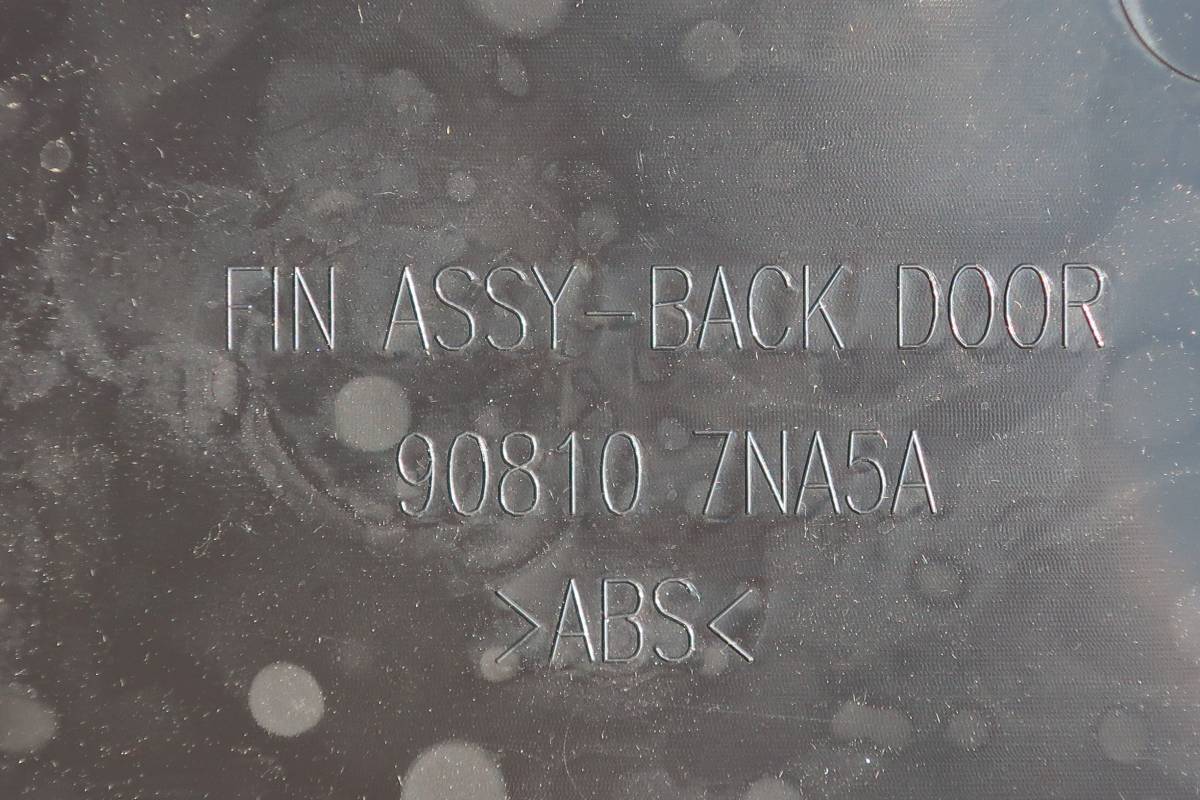 FIN ASSY-BACK DOOR
90810 7NA5A
>ABS<